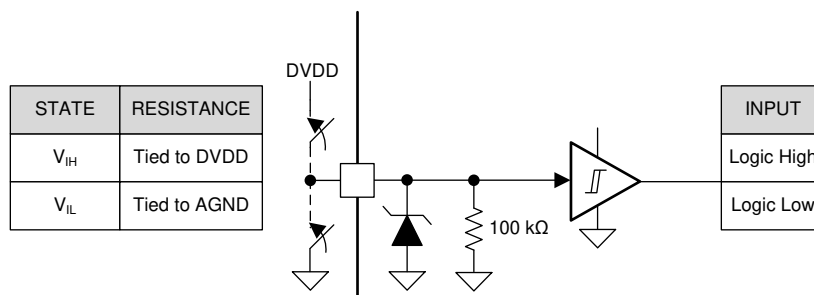 DVDD
STATE RESISTANCE
V_IH Tied to DVDD
V_IL Tied to AGND
100 kΩ
INPUT
Logic High
Logic Low